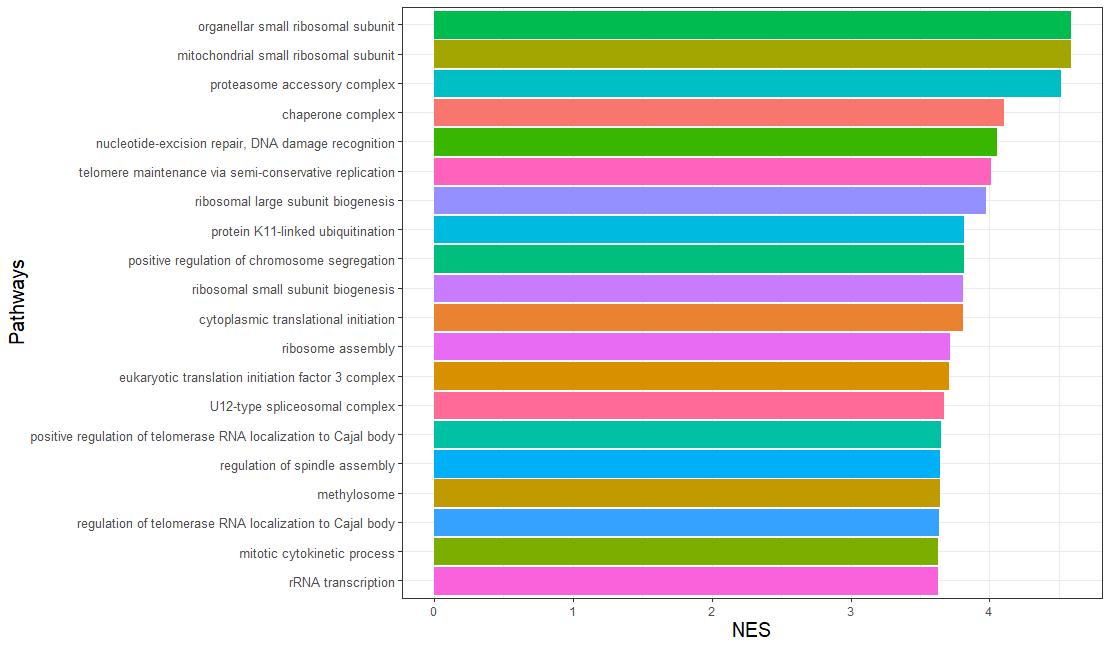 organellar small ribosomal subunit
mitochondrial small ribosomal subunit
proteasome accessory complex
chaperone complex
nucleotide-excision repair, DNA damage recognition
telomere maintenance via semi-conservative replication
ribosomal large subunit biogenesis
protein K11-linked ubiquitination
positive regulation of chromosome segregation
ribosomal small subunit biogenesis
cytoplasmic translational initiation
ribosome assembly
eukaryotic translation initiation factor 3 complex
U12-type spliceosomal complex
positive regulation of telomerase RNA localization to Cajal body
regulation of spindle assembly
methylosome
regulation of telomerase RNA localization to Cajal body
mitotic cytokinetic process
rRNA transcription
Pathways
0 1 2 3 4
NES